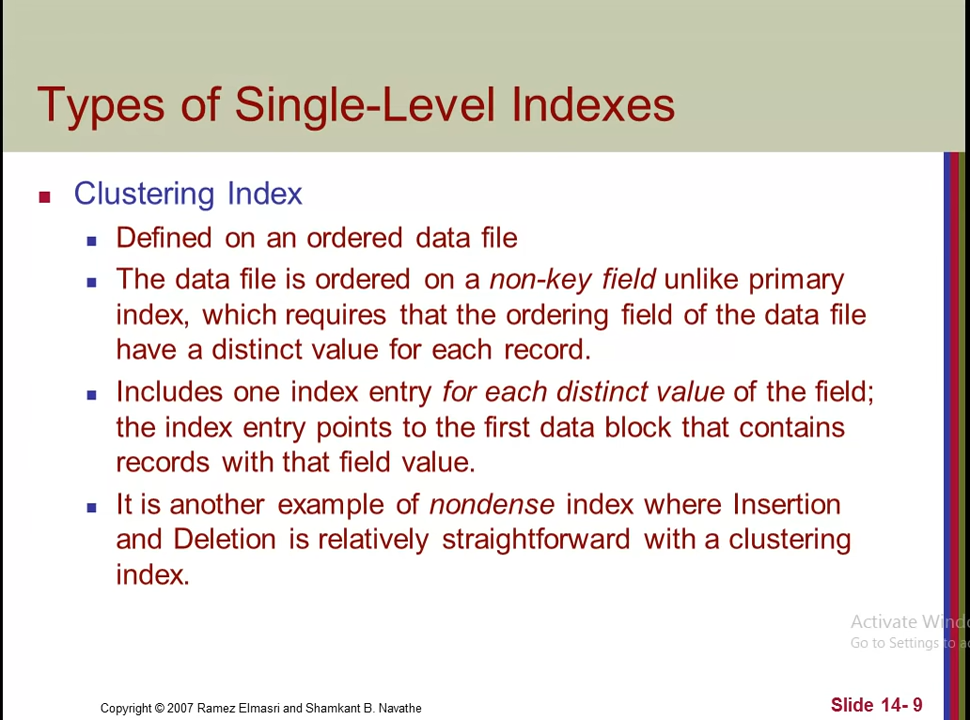 Types of Single-Level Indexes
Clustering Index
Defined on an ordered data file
The data file is ordered on a non-key field unlike primary
index, which requires that the ordering field of the data file
have a distinct value for each record.
Includes one index entry for each distinct value of the field;
the index entry points to the first data block that contains
records with that field value.
It is another example of nondense index where Insertion
and Deletion is relatively straightforward with a clustering
index.
Activate
Go to Settings to
Copyright © 2007 Ramez Elmasri and Shamkant B. Navathe
Slide 14- 9